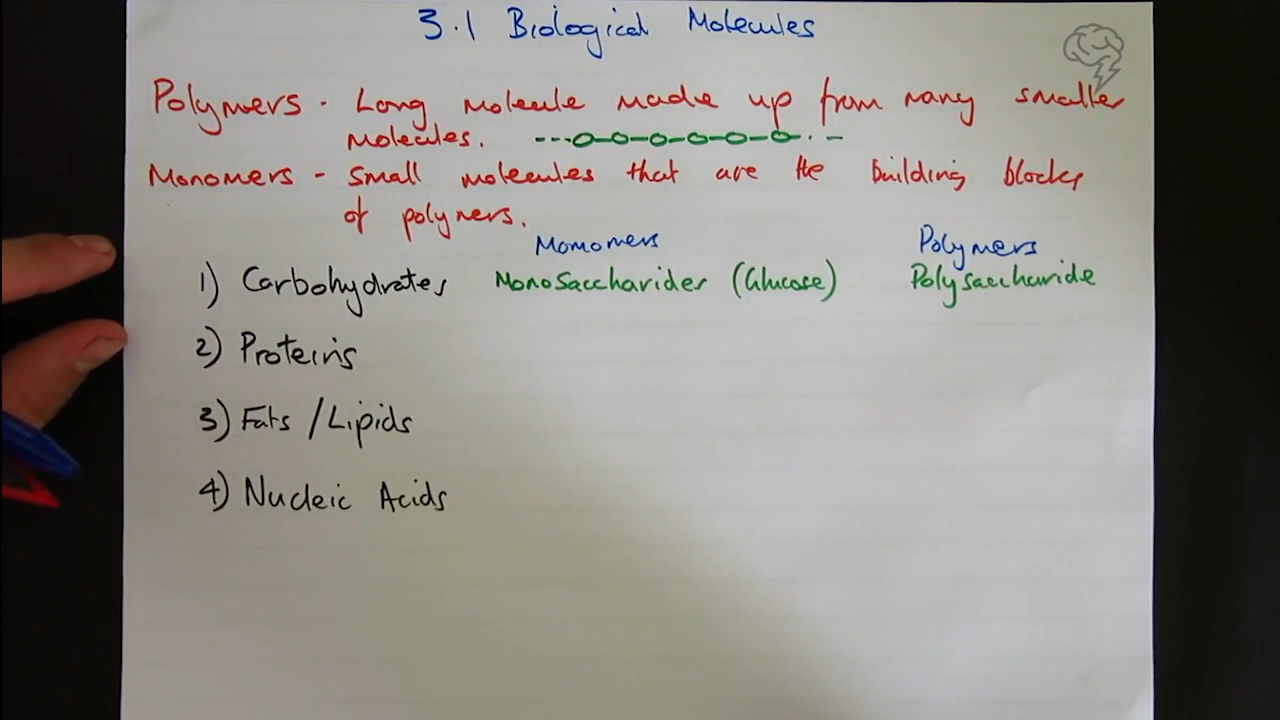 3.1 Biological Molecules
Polymers - Long molecule made up from many smaller
molecules.
Monomers - Small molecules that are the building blocks
of polymers.
Momomers Polymers
1) Carbohydrates MonoSaccharides (Glucose) Polysaccharide
2) Proteins
3) Fats / Lipids
4) Nucleic Acids